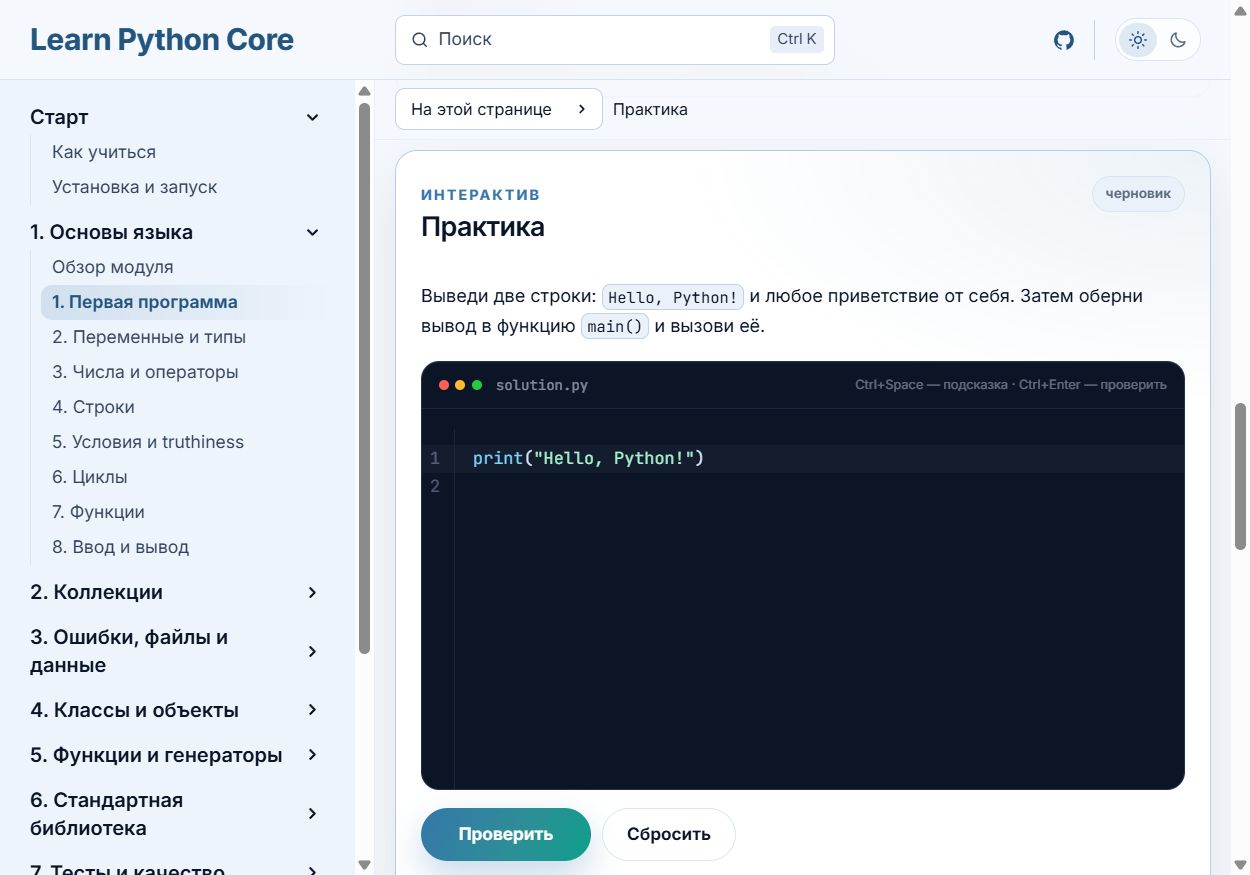 Learn Python Core
Поиск
Ctrl K
Старт
Как учиться
Установка и запуск
1. Основы языка
Обзор модуля
1. Первая программа
2. Переменные и типы
3. Числа и операторы
4. Строки
5. Условия и truthiness
6. Циклы
7. Функции
8. Ввод и вывод
2. Коллекции
3. Ошибки, файлы и
данные
4. Классы и объекты
5. Функции и генераторы
6. Стандартная
библиотека
7. Тесты и качество
На этой странице
Практика
ИНТЕРАКТИВ
черновик
Практика
Выведи две строки: Hello, Python! и любое приветствие от себя. Затем оберни
вывод в функцию main() и вызови её.
solution.py
Ctrl+Space — подсказка · Ctrl+Enter — проверить
1 print("Hello, Python!")
2
Проверить
Сбросить